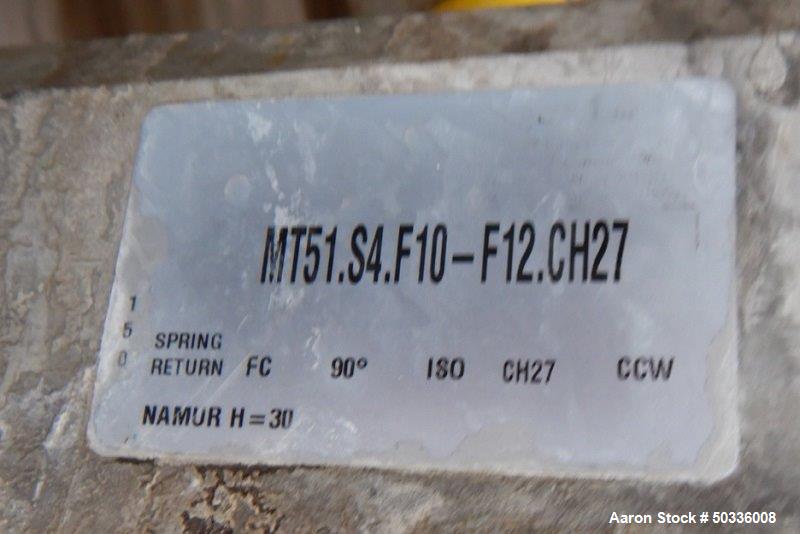 MT51.S4.F10-F12.CH27
1
5
0
SPRING
RETURN FC 90° ISO CH27 CCW
NAMUR H=30
Aaron Stock # 50336008